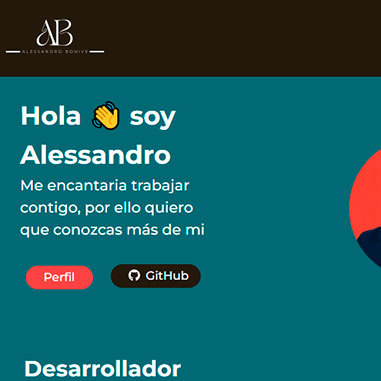 AB
ALESSANDRO BONIVE
Hola 👋 soy
Alessandro
Me encantaria trabajar
contigo, por ello quiero
que conozcas más de mi
Perfil
GitHub
Desarrollador